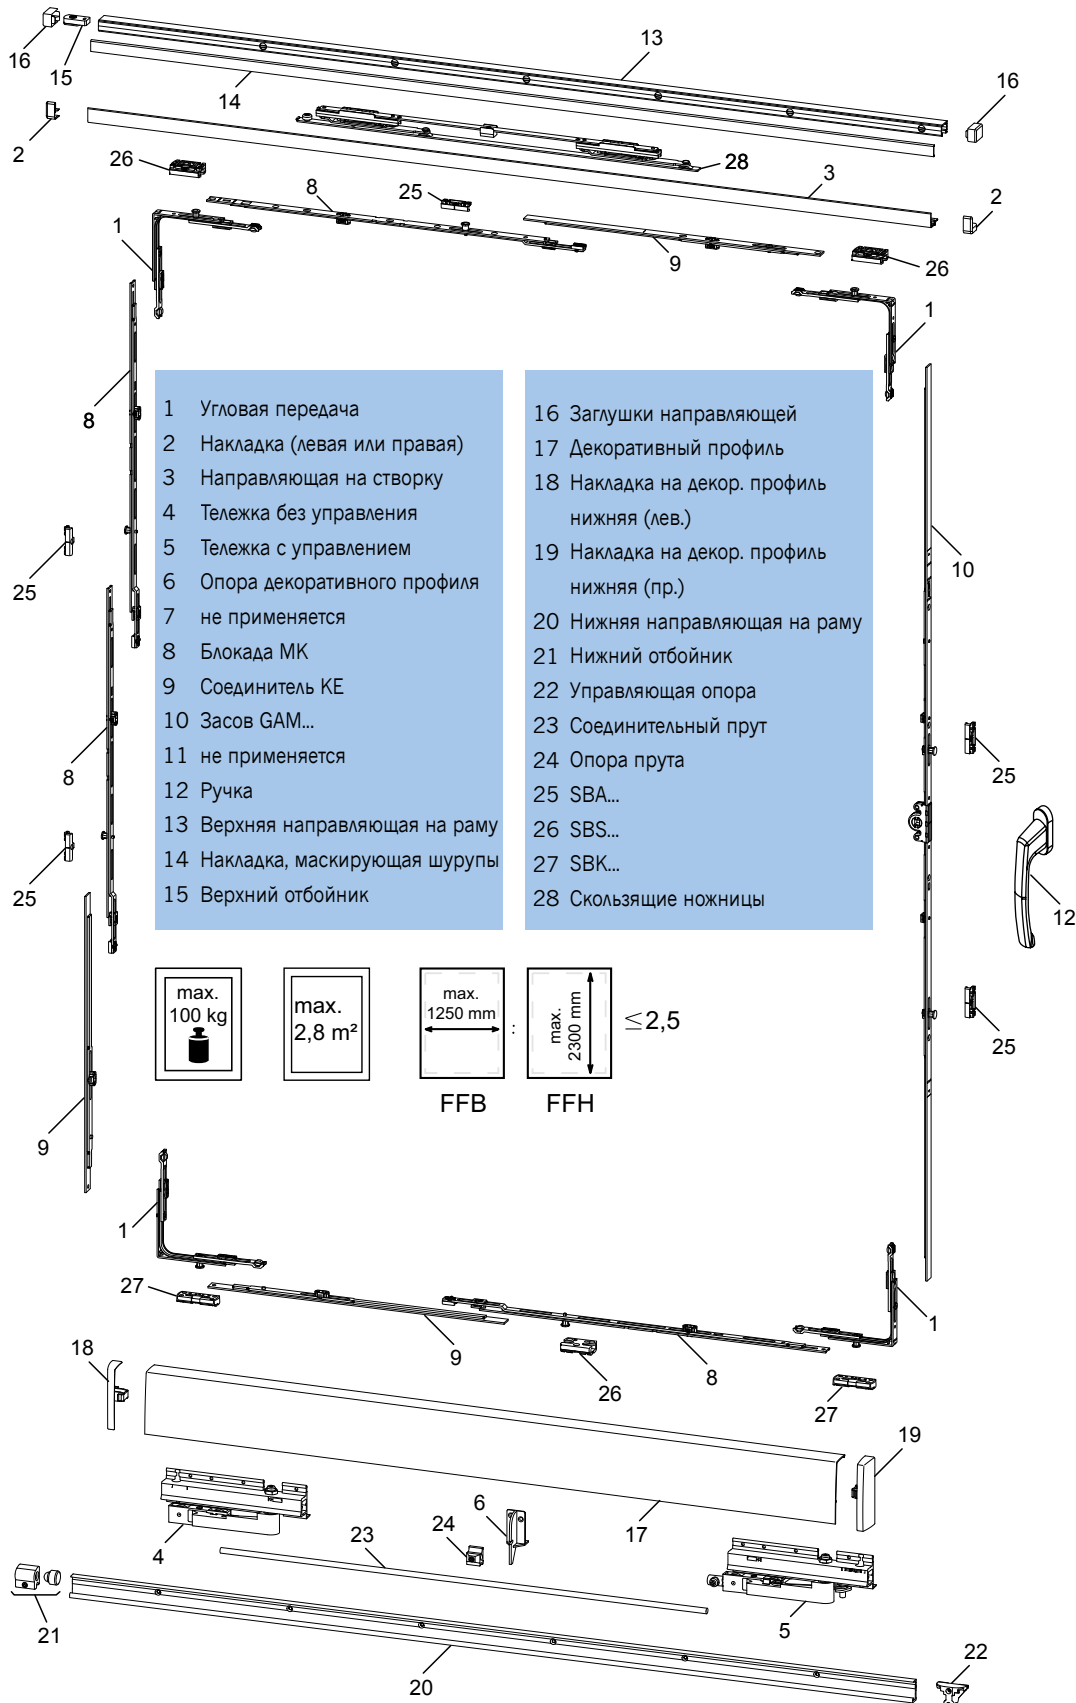 16
15
13
14
16
2
26
28
3
25
8
2
1
9
26
1
8
1 Угловая передача
2 Накладка (левая или правая)
3 Направляющая на створку
4 Тележка без управления
5 Тележка с управлением
6 Опора декоративного профиля
7 не применяется
8 Блокада МК
9 Соединитель KE
10 Засов GAM...
11 не применяется
12 Ручка
13 Верхняя направляющая на раму
14 Накладка, маскирующая шурупы
15 Верхний отбойник
16 Заглушки направляющей
17 Декоративный профиль
18 Накладка на декор. профиль
нижняя (лев.)
19 Накладка на декор. профиль
нижняя (пр.)
20 Нижняя направляющая на раму
21 Нижний отбойник
22 Управляющая опора
23 Соединительный прут
24 Опора прута
25 SBA...
26 SBS...
27 SBK...
28 Скользящие ножницы
10
25
8
25
25
12
25
max.
100 kg
max.
2,8 m²
max.
1250 mm
:
max.
2300 mm
≤2,5
FFB
FFH
9
1
27
9
26
8
1
27
18
19
17
4
23
24
6
5
21
20
22